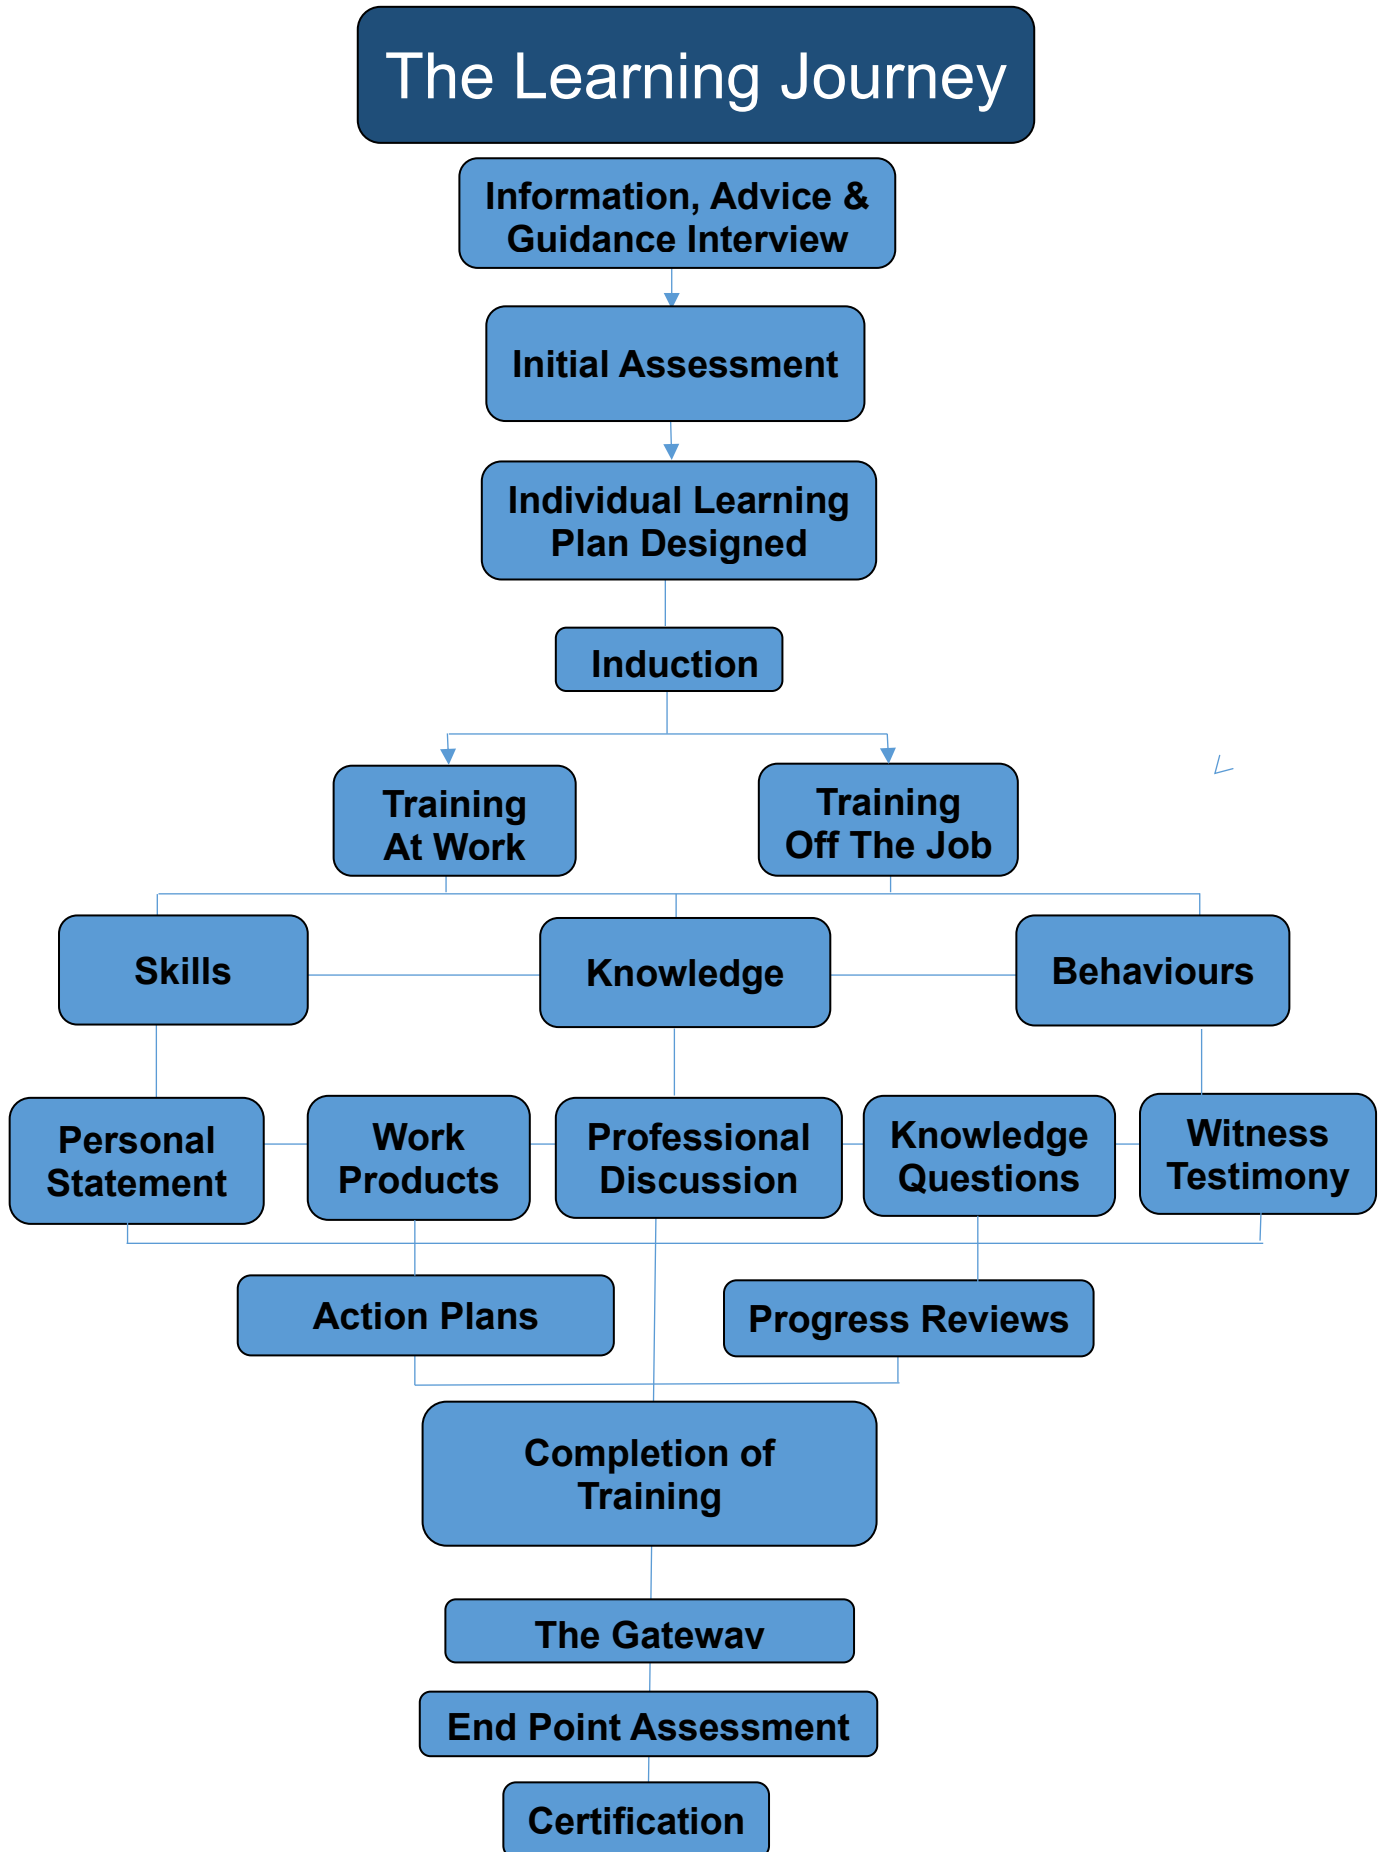 The Learning Journey
Information, Advice &
Guidance Interview
Initial Assessment
Individual Learning
Plan Designed
Induction
Training
At Work
Training
Off The Job
Skills
Knowledge
Behaviours
Personal
Statement
Work
Products
Professional
Discussion
Knowledge
Questions
Witness
Testimony
Action Plans
Progress Reviews
Completion of
Training
The Gateway
End Point Assessment
Certification